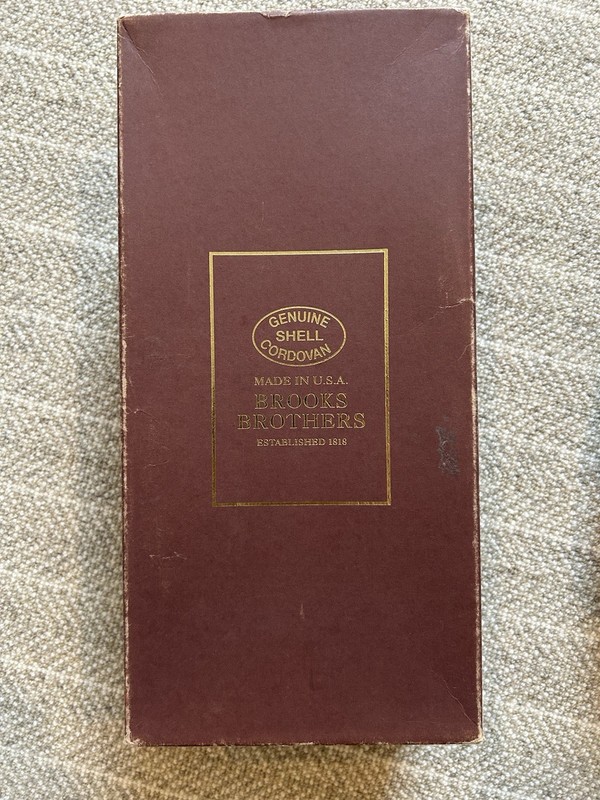 GENUINE
SHELL
CORDOVAN
MADE IN U.S.A.
BROOKS
BROTHERS
ESTABLISHED 1818